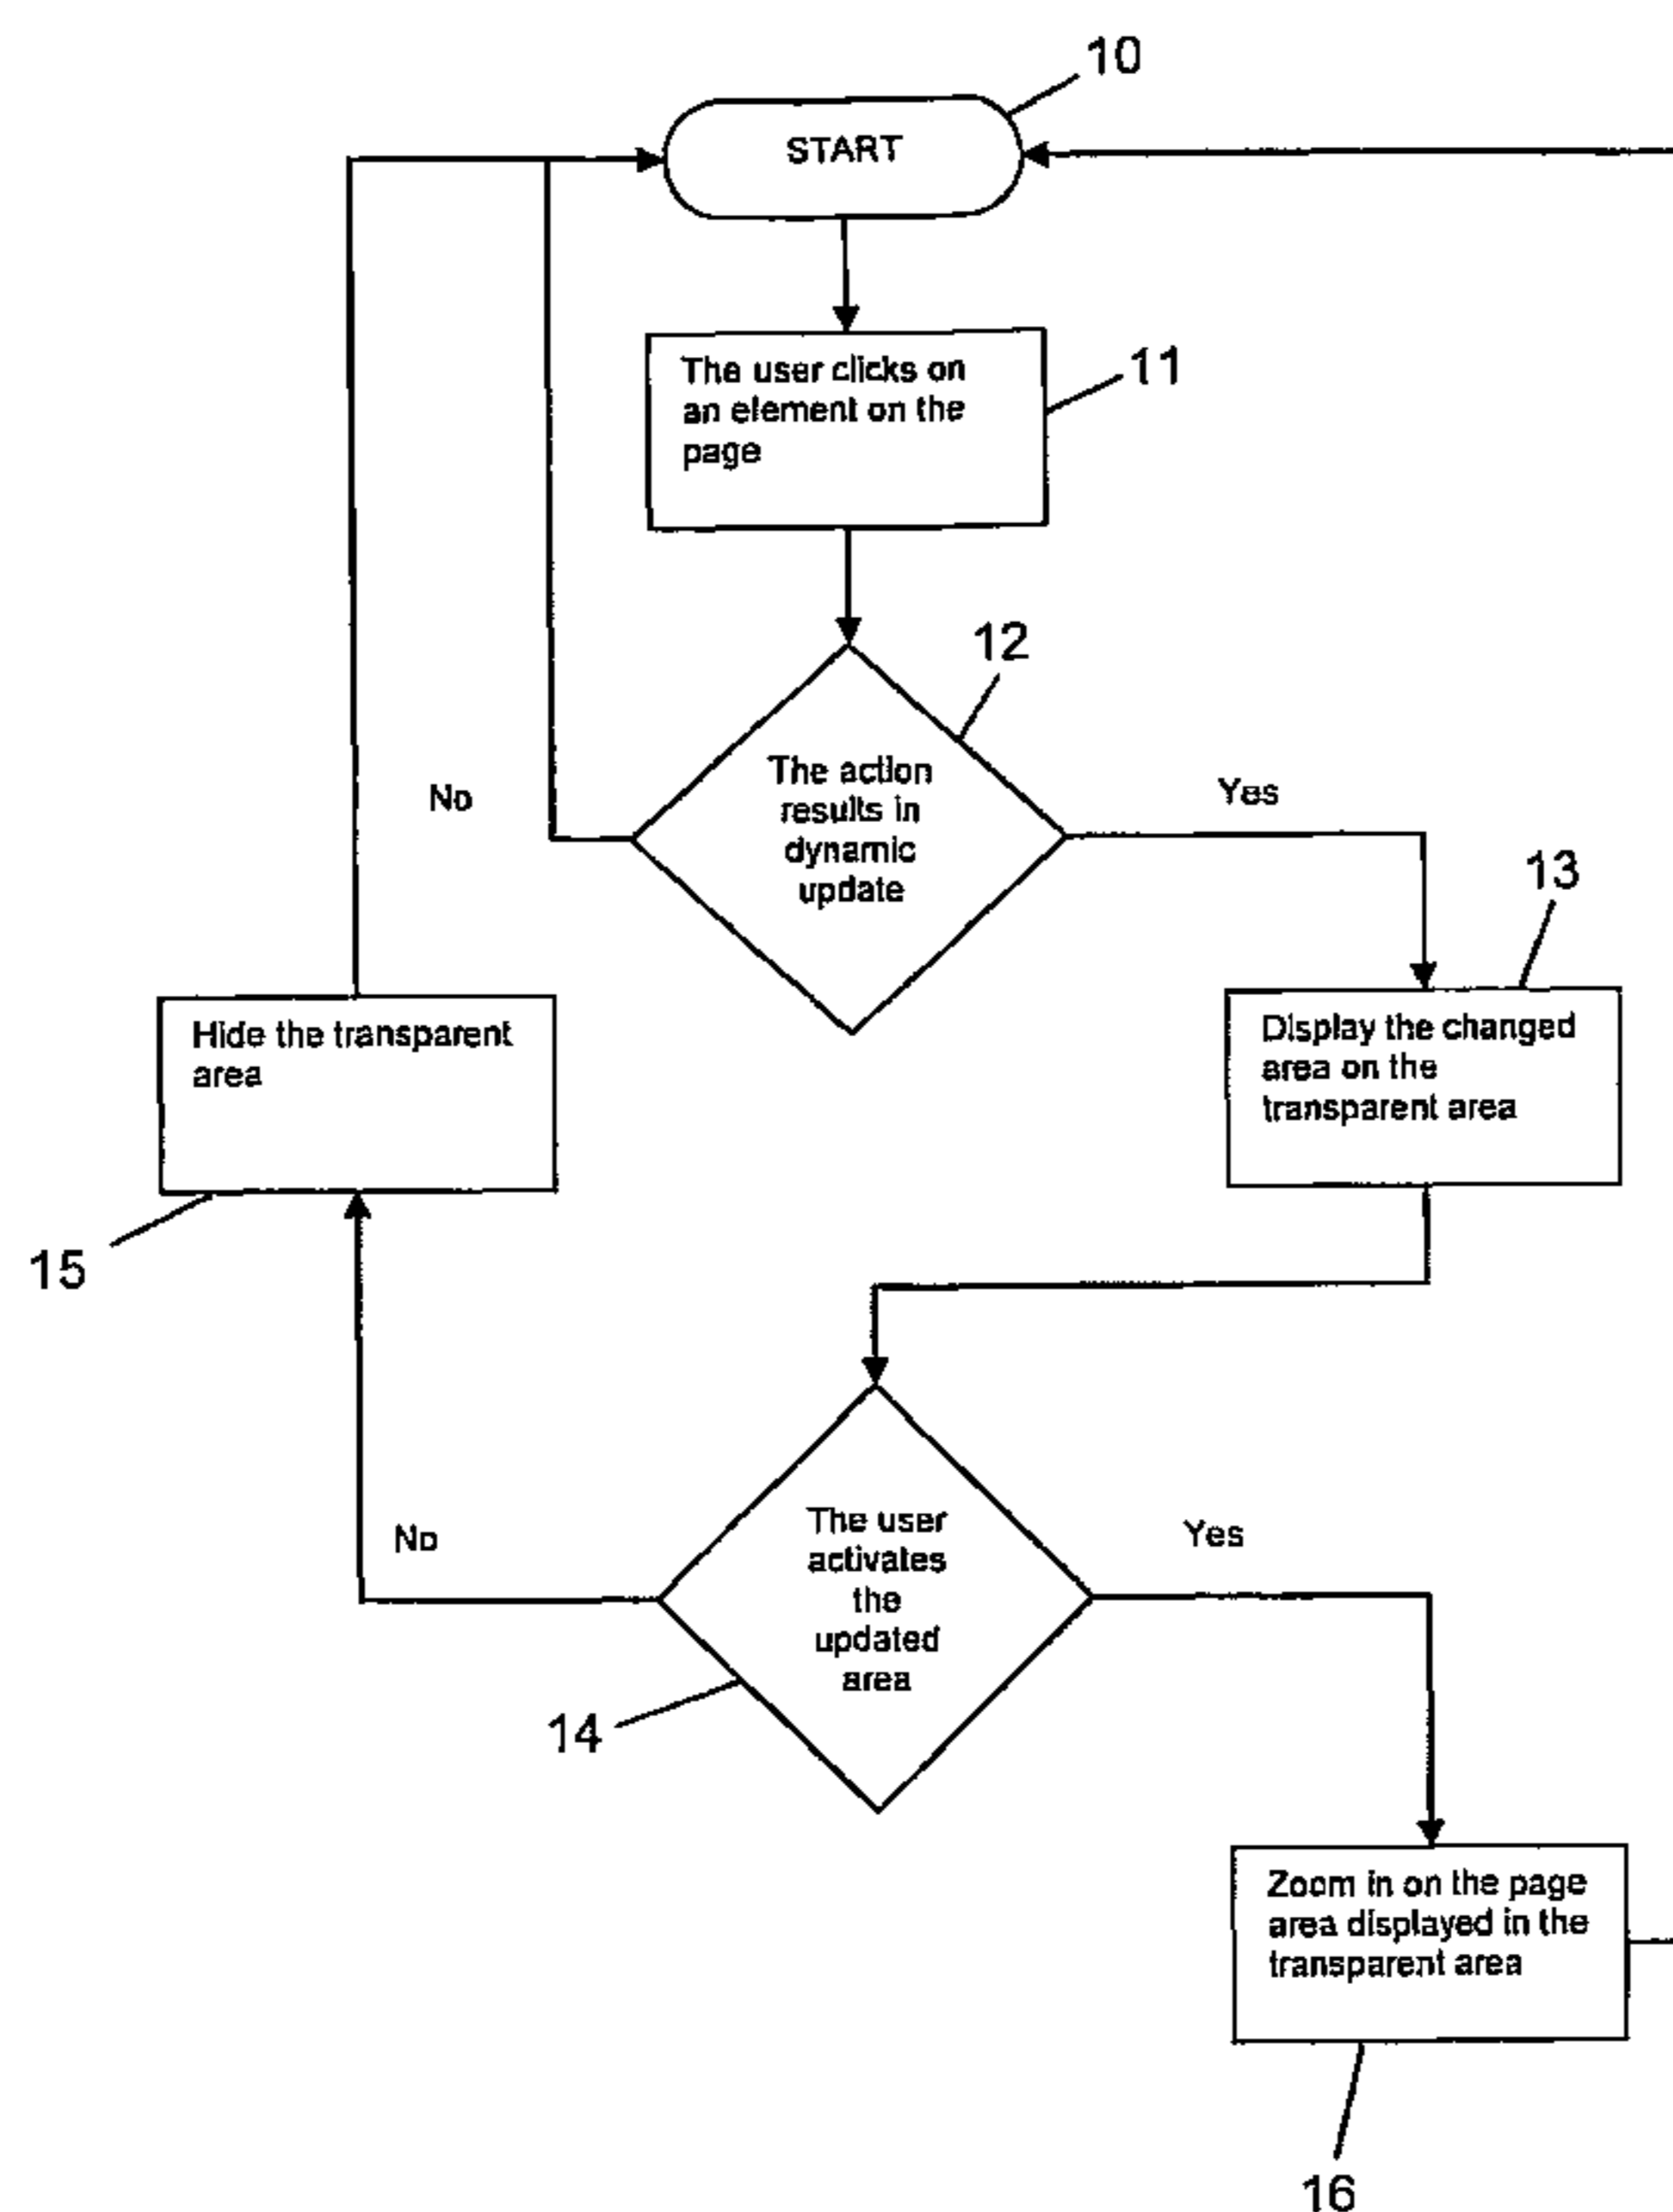 10
START
The user clicks on
an element on the
page
11
12
The action
results in
dynamic
update
No
Yes
13
Hide the transparent
area
Display the changed
area on the
transparent area
15
The user
activates
the
updated
area
No
Yes
14
Zoom in on the page
area displayed in the
transparent area
16